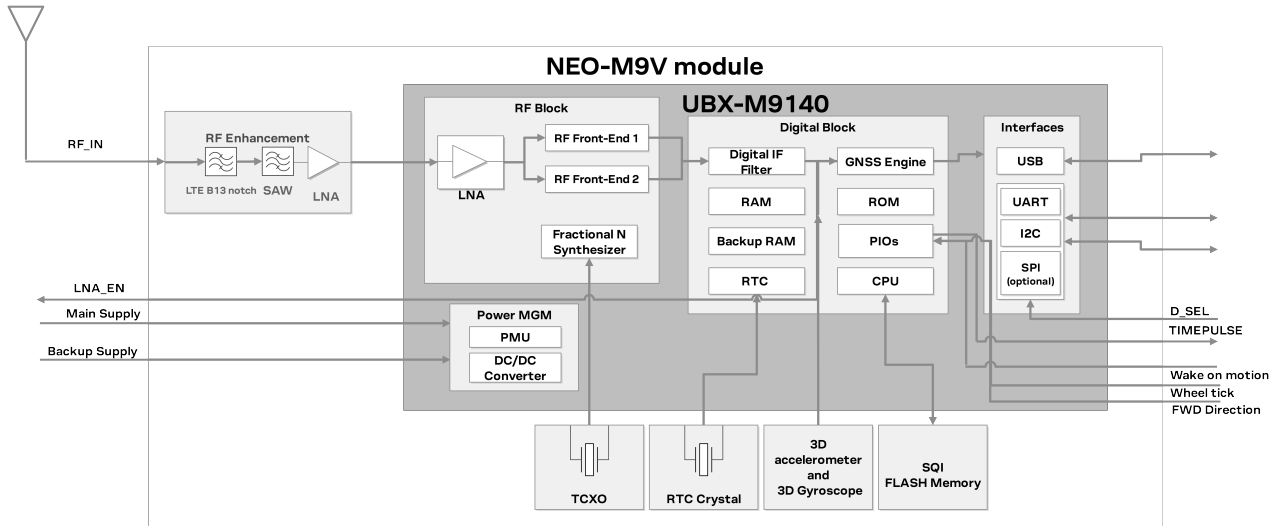 NEO-M9V module
UBX-M9140
RF_IN
RF Enhancement
LTE B13 notch
SAW
LNA
RF Block
LNA
RF Front-End 1
RF Front-End 2
Fractional N
Synthesizer
Digital Block
Digital IF
Filter
GNSS Engine
RAM
ROM
Backup RAM
PIOs
RTC
CPU
Interfaces
USB
UART
I2C
SPI
(optional)
LNA_EN
Main Supply
Backup Supply
Power MGM
PMU
DC/DC
Converter
D_SEL
TIMEPULSE
Wake on motion
Wheel tick
FWD Direction
TCXO
RTC Crystal
3D
accelerometer
and
3D Gyroscope
SQI
FLASH Memory